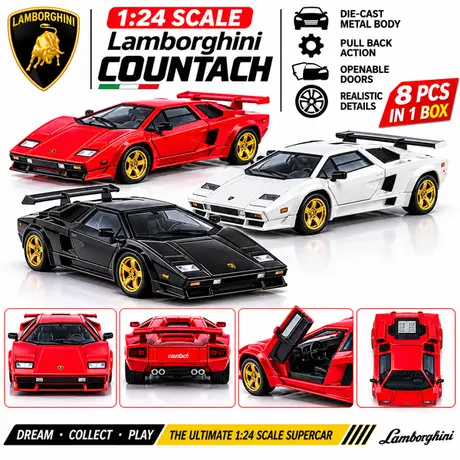 LAMBORGHINI
1:24 SCALE
Lamborghini
COUNTACH
DIE-CAST
METAL BODY
PULL BACK
ACTION
OPENABLE
DOORS
REALISTIC
DETAILS
8 PCS
IN 1 BOX
countach
DREAM • COLLECT • PLAY
THE ULTIMATE 1:24 SCALE SUPERCAR
Lamborghini